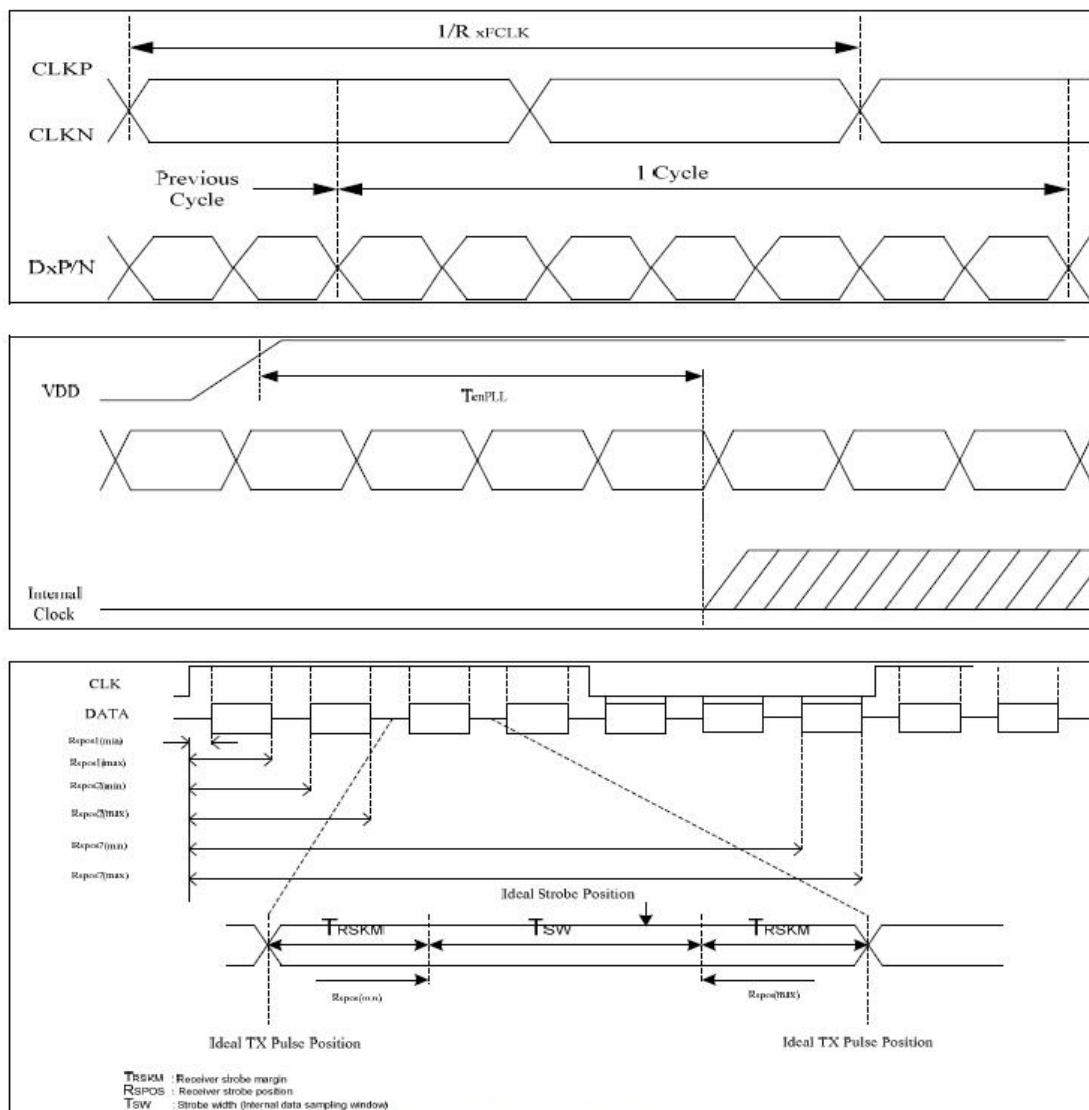 1/R xFCLK
CLKP
CLKN
Previous
Cycle
1 Cycle
DxP/N
VDD
TenPLL
Internal
Clock
CLK
DATA
Rspos1(min)
Rspos1(max)
Rspos2(min)
Rspos2(max)
Rspos7(min)
Rspos7(max)
Ideal Strobe Position
TRSKM
TSW
TRSKM
Rspos(min)
Rspos(max)
Ideal TX Pulse Position
Ideal TX Pulse Position
TRSKM : Receiver strobe margin
RSPOS : Receiver strobe position
TSW : Strobe width (Internal data sampling window)